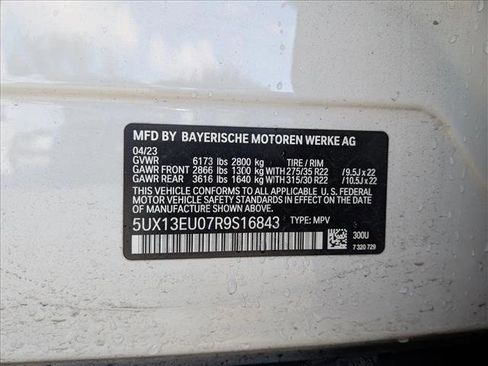 MFD BY BAYERISCHE MOTOREN WERKE AG
04/23
GVWR 6173 lbs 2800 kg TIRE / RIM
GAWR FRONT 2866 lbs 1300 kg WITH 275/35 R22 /9.5J x 22
GAWR REAR 3616 lbs 1640 kg WITH 315/30 R22 /10.5J x 22
THIS VEHICLE CONFORMS TO ALL APPLICABLE U.S. FEDERAL MOTOR
VEHICLE SAFETY STANDARDS IN EFFECT ON THE DATE OF MANUFACTURE SHOWN ABOVE.
5UX13EU07R9S16843 TYPE: MPV
300U
7 320 729